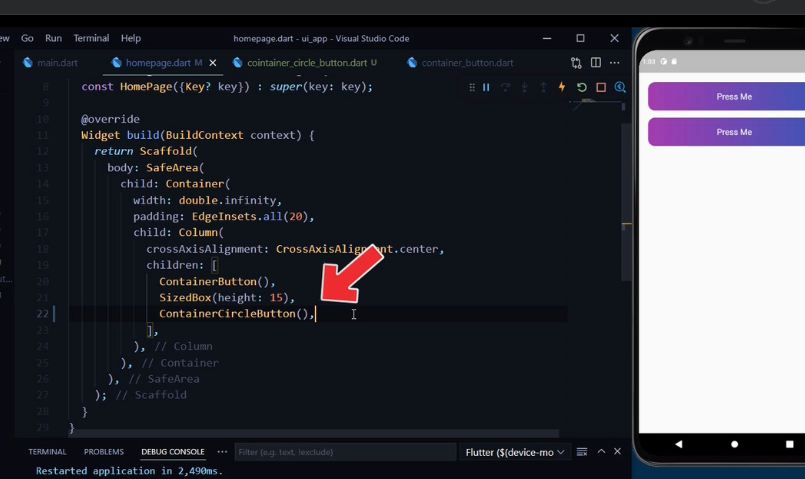 ew Go Run Terminal Help homepage.dart - ui_app - Visual Studio Code
main.dart homepage.dart M cointainer_circle_button.dart U container_button.dart
8 const HomePage({Key? key}) : super(key: key);
9
10 @override
11 Widget build(BuildContext context) {
12 return Scaffold(
13 body: SafeArea(
14 child: Container(
15 width: double.infinity,
16 padding: EdgeInsets.all(20),
17 child: Column(
18 crossAxisAlignment: CrossAxisAlignment.center,
19 children: [
20 ContainerButton(),
21 SizedBox(height: 15),
22 ContainerCircleButton(),
23 ],
24 ), // Column
25 ), // Container
26 ), // SafeArea
27 ); // Scaffold
28 }
29 }
TERMINAL PROBLEMS DEBUG CONSOLE ··· Filter (e.g. text, !exclude) Flutter ($(device-mo
Restarted application in 2,490ms.
Press Me
Press Me